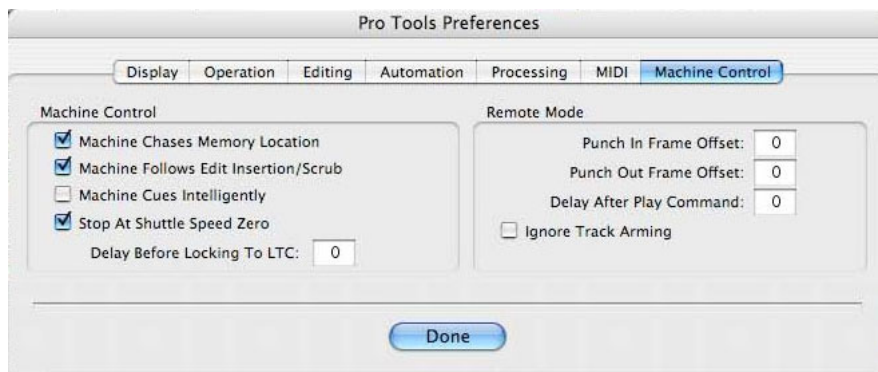 Pro Tools Preferences
Display Operation Editing Automation Processing MIDI Machine Control
Machine Control
Machine Chases Memory Location
Machine Follows Edit Insertion/Scrub
Machine Cues Intelligently
Stop At Shuttle Speed Zero
Delay Before Locking To LTC: 0
Remote Mode
Punch In Frame Offset: 0
Punch Out Frame Offset: 0
Delay After Play Command: 0
Ignore Track Arming
Done